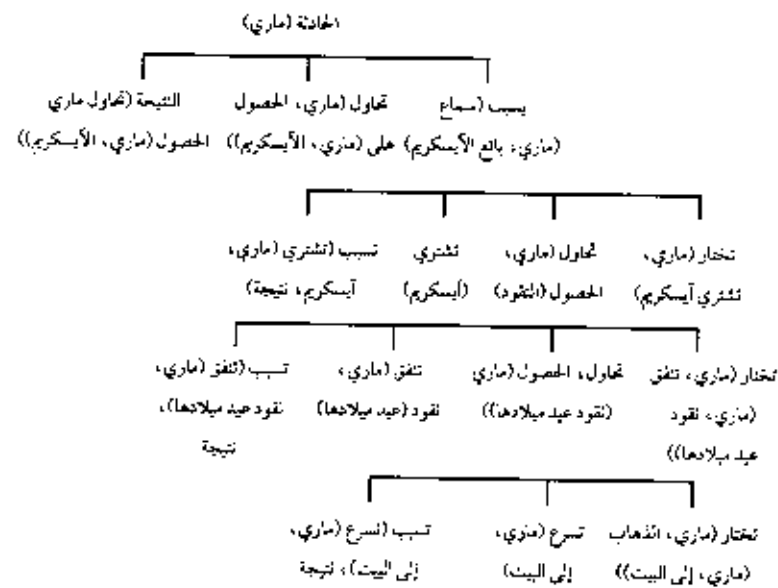 الحادثة (ماري)
يسبب (سماع تحاول (ماري، الحصول النتيجة (تحاول ماري
(ماري، بائع الآيسكريم) على (ماري، الآيسكريم)) الحصول (ماري، الآيسكريم))
تختار (ماري، تحاول (ماري، تشتري تسبب (تشتري (ماري،
تشتري آيسكريم) الحصول (النقود) (آيسكريم) آيسكريم، نتيجة)
تختار (ماري، تنفق تحاول، الحصول (ماري تنفق (ماري، تسبب (تنفق (ماري،
(ماري، نقود (نقود عيد ميلادها)) نقود (عيد ميلادها) نقود عيد ميلادها)،
عيد ميلادها)) نتيجة
تختار (ماري، الذهاب تسرع (ماري، تسبب (تسرع (ماري،
(ماري، إلى البيت)) إلى البيت) إلى البيت)، نتيجة